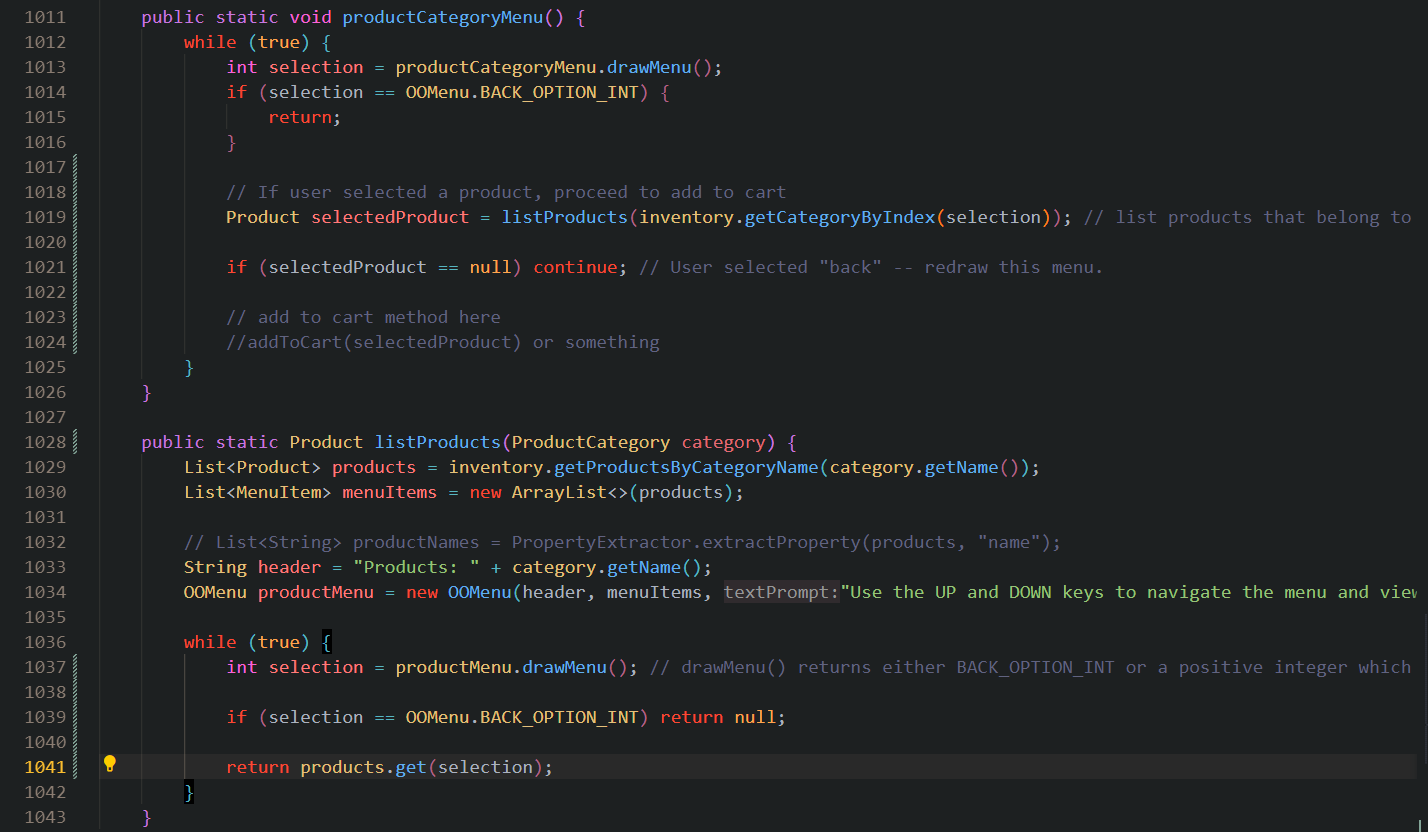 1011 public static void productCategoryMenu() {
1012 while (true) {
1013 int selection = productCategoryMenu.drawMenu();
1014 if (selection == OOMenu.BACK_OPTION_INT) {
1015 return;
1016 }
1017
1018 // If user selected a product, proceed to add to cart
1019 Product selectedProduct = listProducts(inventory.getCategoryByIndex(selection)); // list products that belong to
1020
1021 if (selectedProduct == null) continue; // User selected "back" -- redraw this menu.
1022
1023 // add to cart method here
1024 //addToCart(selectedProduct) or something
1025 }
1026 }
1027
1028 public static Product listProducts(ProductCategory category) {
1029 List<Product> products = inventory.getProductsByCategoryName(category.getName());
1030 List<MenuItem> menuItems = new ArrayList<>(products);
1031
1032 // List<String> productNames = PropertyExtractor.extractProperty(products, "name");
1033 String header = "Products: " + category.getName();
1034 OOMenu productMenu = new OOMenu(header, menuItems, textPrompt:"Use the UP and DOWN keys to navigate the menu and view
1035
1036 while (true) {
1037 int selection = productMenu.drawMenu(); // drawMenu() returns either BACK_OPTION_INT or a positive integer which
1038
1039 if (selection == OOMenu.BACK_OPTION_INT) return null;
1040
1041 return products.get(selection);
1042 }
1043 }